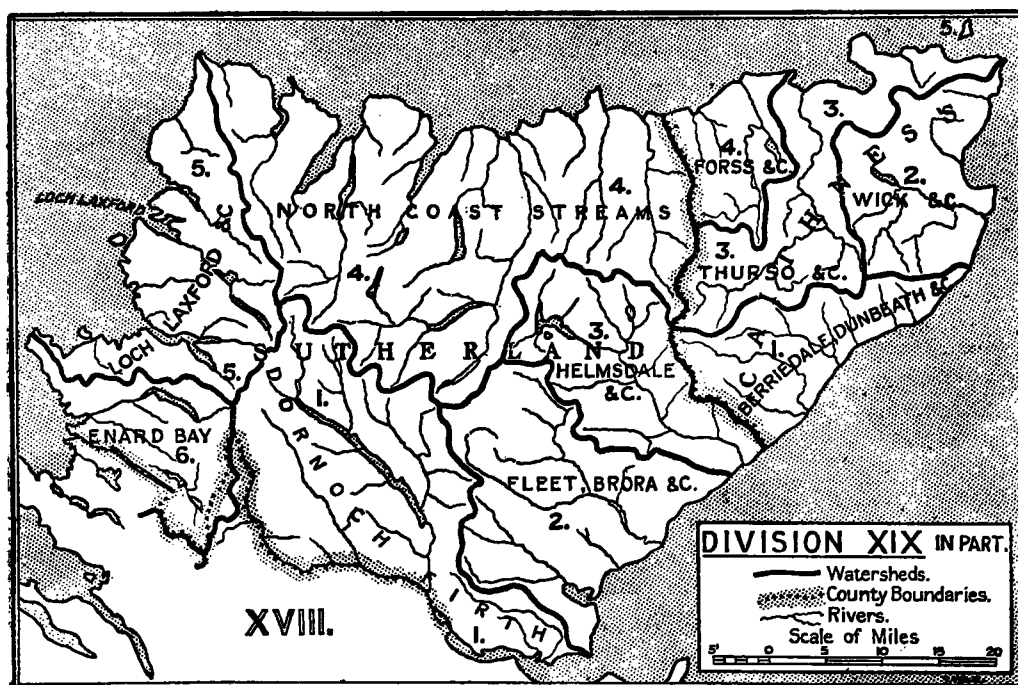 5.
5.
3.
4.
FORSS &C.
2.
WICK &C.
LOCH LAXFORD
NORTH COAST STREAMS
4.
3.
THURSO &C.
CAITHNESS
LOCH LAXFORD &C
4.
5.
SUTHERLAND
3.
HELMSDALE
&C.
1.
BERRIEDALE, DUNBEATH &C.
1.
DORNOCH FIRTH
1.
ENARD BAY
6.
FLEET, BRORA &C.
2.
XVIII.
DIVISION XIX IN PART.
Watersheds.
County Boundaries.
Rivers.
Scale of Miles
5 0 5 10 15 20